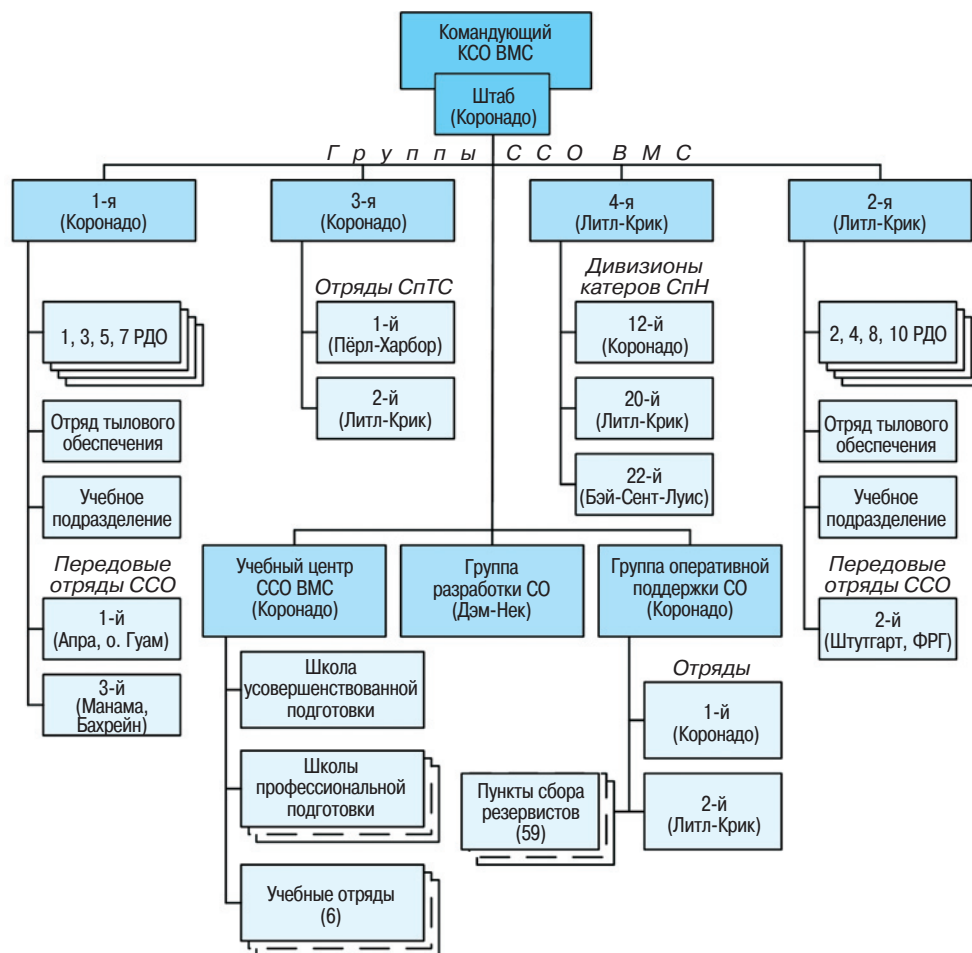 Командующий
КСО ВМС
Штаб
(Коронадо)
Группы ССО ВМС
1-я
(Коронадо)
3-я
(Коронадо)
4-я
(Литл-Крик)
2-я
(Литл-Крик)
1, 3, 5, 7 РДО
Отряд тылового
обеспечения
Учебное
подразделение
Передовые
отряды ССО
1-й
(Апра, о. Гуам)
3-й
(Манама,
Бахрейн)
Отряды СпТС
1-й
(Пёрл-Харбор)
2-й
(Литл-Крик)
Дивизионы
катеров СпН
12-й
(Коронадо)
20-й
(Литл-Крик)
22-й
(Бэй-Сент-Луис)
2, 4, 8, 10 РДО
Отряд тылового
обеспечения
Учебное
подразделение
Передовые
отряды ССО
2-й
(Штутгарт, ФРГ)
Учебный центр
ССО ВМС
(Коронадо)
Группа
разработки СО
(Дэм-Нек)
Группа оперативной
поддержки СО
(Коронадо)
Школа
усовершенствованной
подготовки
Школы
профессиональной
подготовки
Учебные отряды
(6)
Отряды
1-й
(Коронадо)
Пункты сбора
резервистов
(59)
2-й
(Литл-Крик)